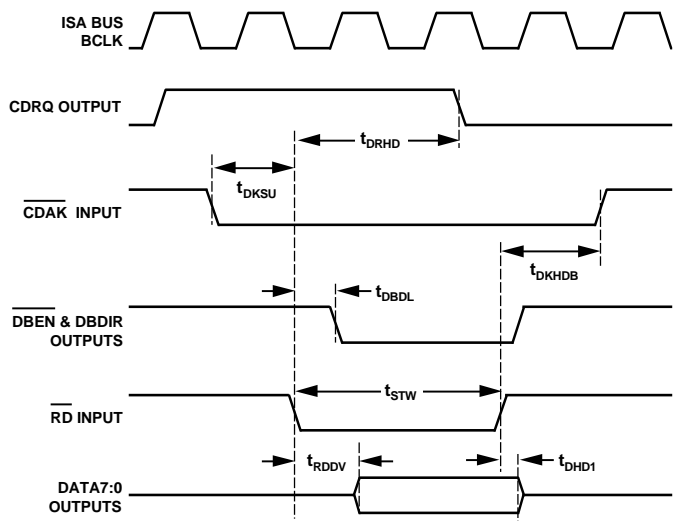 ISA BUS
BCLK
CDRQ OUTPUT
tDRHD
tDKSU
CDAK INPUT
tDKHDB
tDBDL
DBEN & DBDIR
OUTPUTS
tSTW
RD INPUT
tRDDV
tDHD1
DATA7:0
OUTPUTS